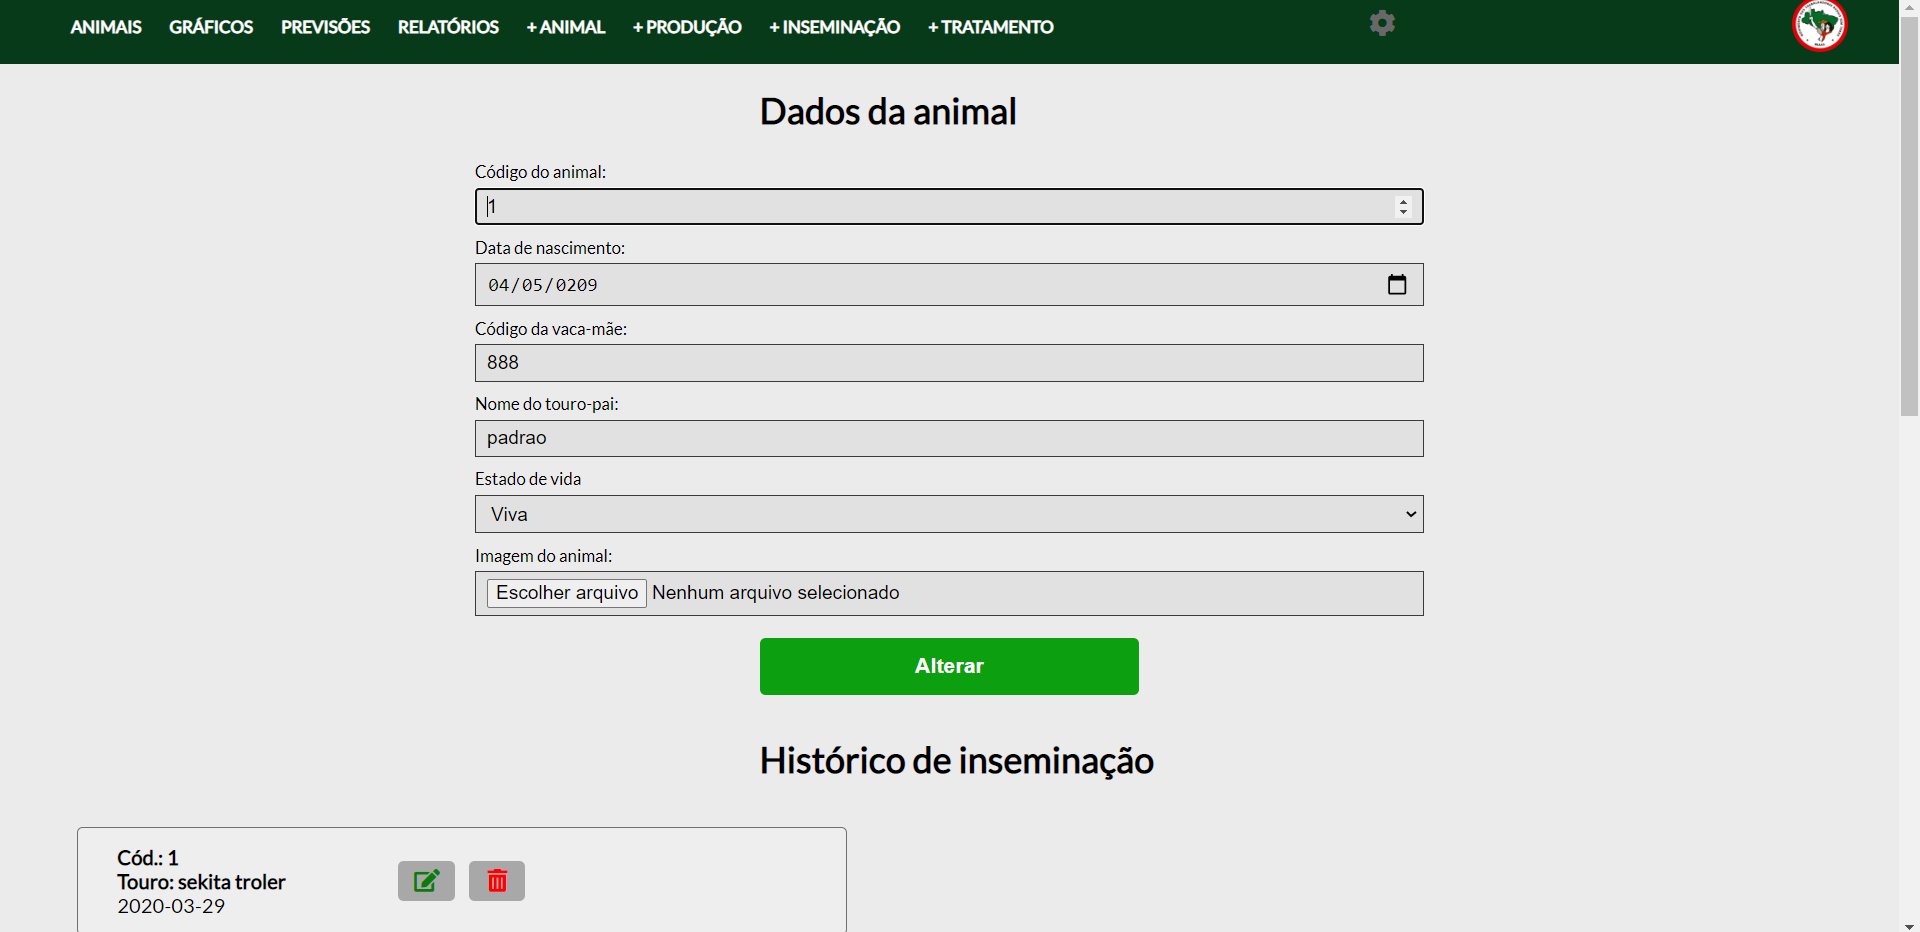 ANIMAIS GRÁFICOS PREVISÕES RELATÓRIOS + ANIMAL + PRODUÇÃO + INSEMINAÇÃO + TRATAMENTO
Dados da animal
Código do animal:
1
Data de nascimento:
04/05/0209
Código da vaca-mãe:
888
Nome do touro-pai:
padrao
Estado de vida
Viva
Imagem do animal:
Escolher arquivo Nenhum arquivo selecionado
Alterar
Histórico de inseminação
Cód.: 1
Touro: sekita troler
2020-03-29